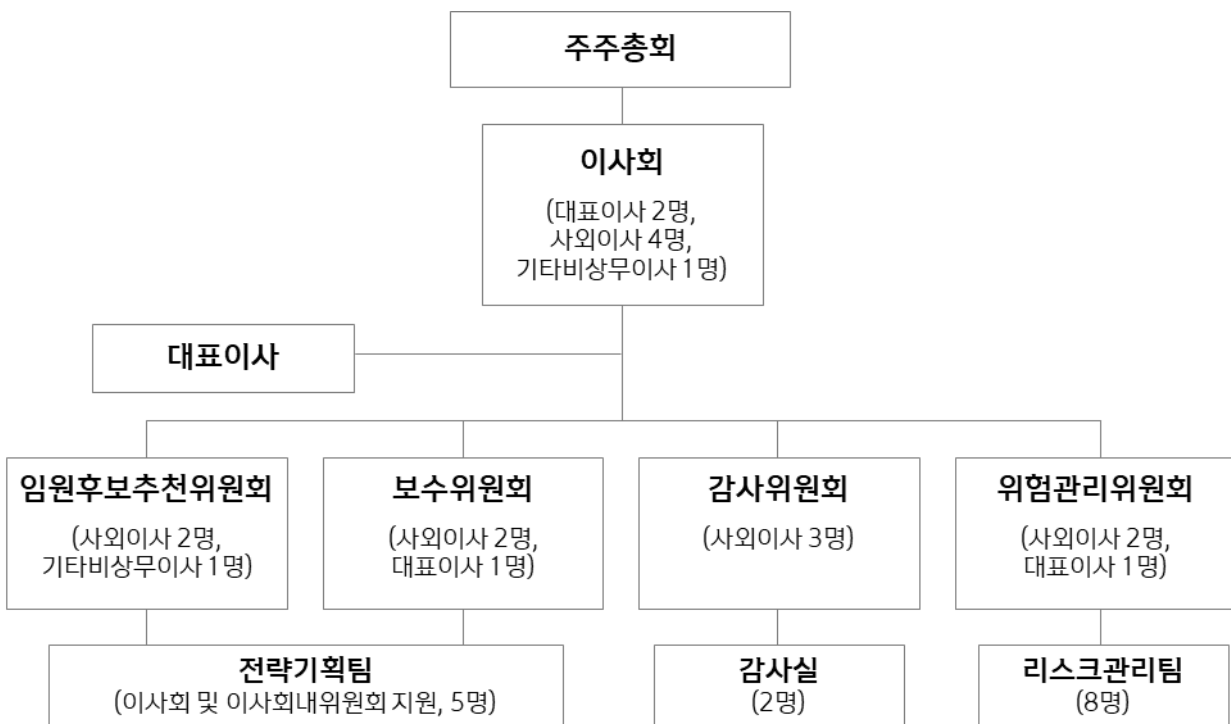 주주총회
이사회
(대표이사 2명,
사외이사 4명,
기타비상무이사 1명)
대표이사
임원후보추천위원회
(사외이사 2명,
기타비상무이사 1명)
보수위원회
(사외이사 2명,
대표이사 1명)
감사위원회
(사외이사 3명)
위험관리위원회
(사외이사 2명,
대표이사 1명)
전략기획팀
(이사회 및 이사회내위원회 지원, 5명)
감사실
(2명)
리스크관리팀
(8명)